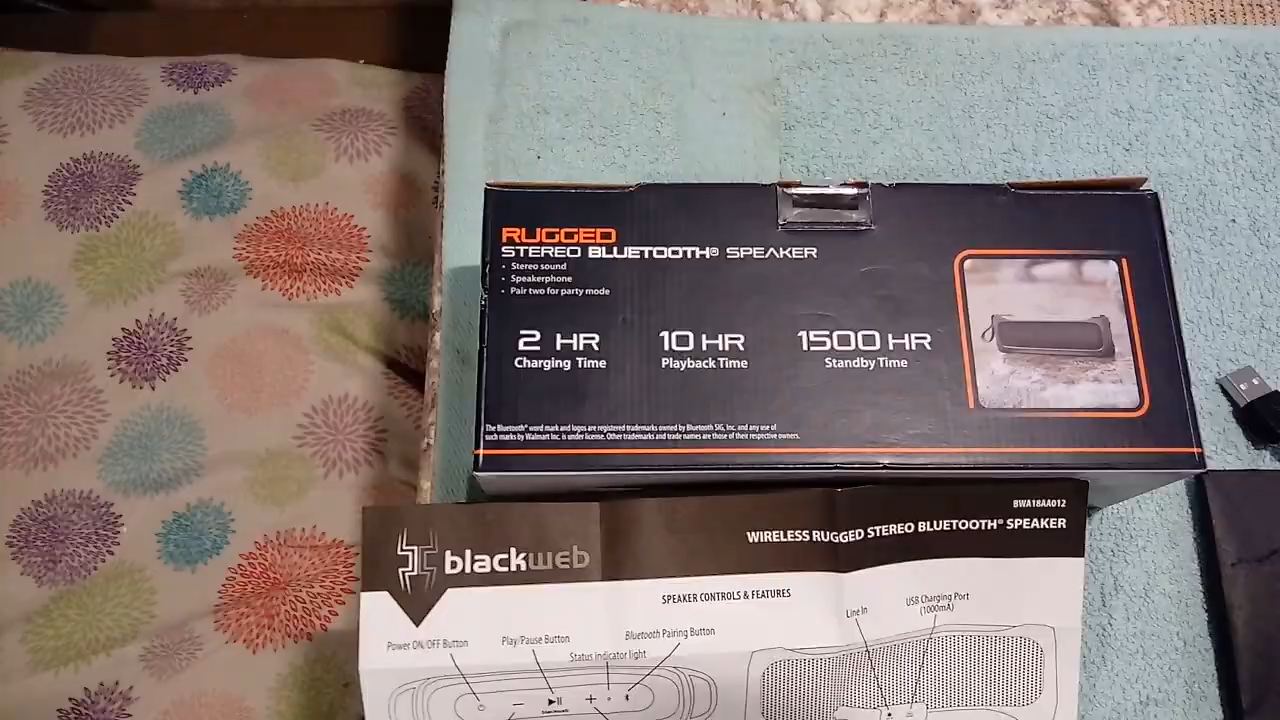 RUGGED
STEREO BLUETOOTH® SPEAKER
• Stereo sound
• Speakerphone
• Pair two for party mode
2 HR
Charging Time
10 HR
Playback Time
1500 HR
Standby Time
The Bluetooth® word mark and logos are registered trademarks owned by Bluetooth SIG, Inc. and any use of
such marks by Walmart Inc. is under license. Other trademarks and trade names are those of their respective owners.
BWA18AA012
blackweb
WIRELESS RUGGED STEREO BLUETOOTH® SPEAKER
SPEAKER CONTROLS & FEATURES
Power ON/OFF Button
Play/Pause Button
Bluetooth Pairing Button
Status indicator light
Line In
USB Charging Port
(1000mA)